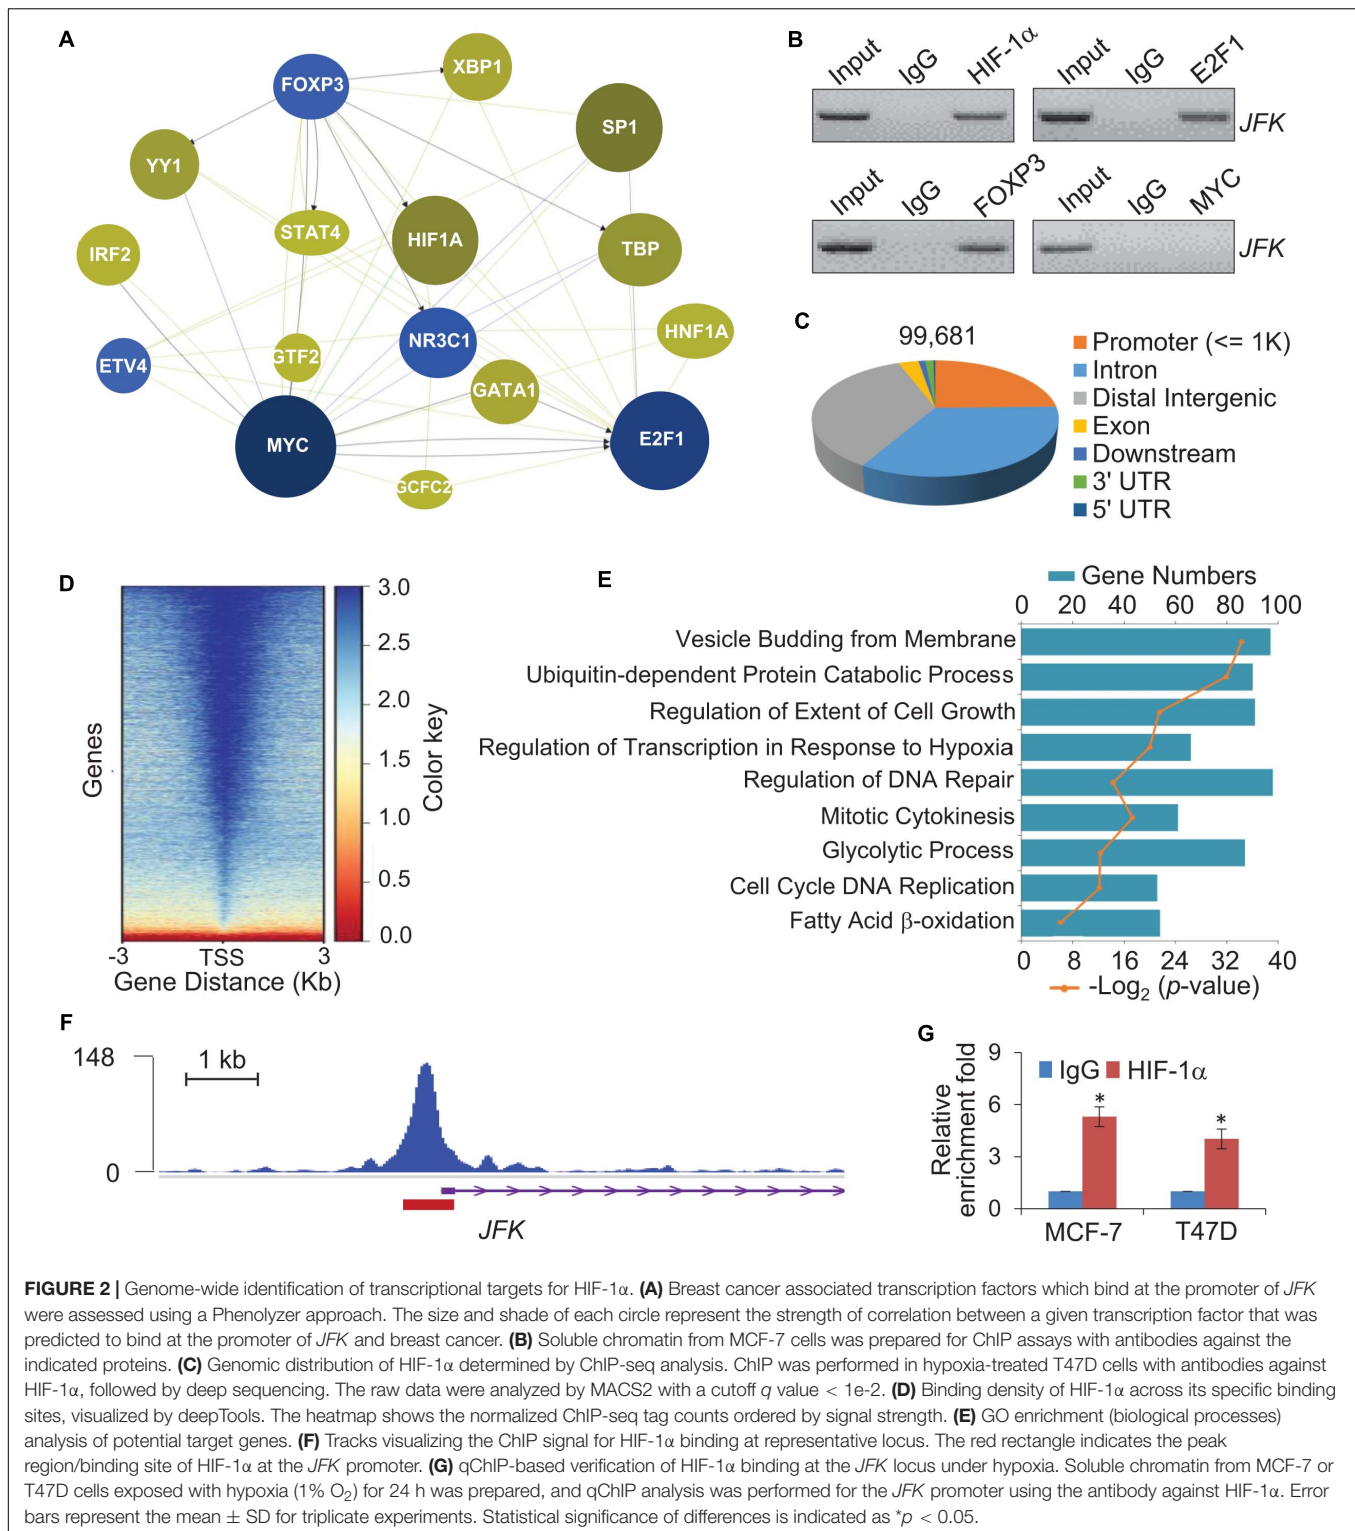 A
FOXP3
XBP1
SP1
YY1
STAT4
HIF1A
TBP
IRF2
NR3C1
HNF1A
ETV4
GTF2
GATA1
MYC
E2F1
GCFC2
B
Input IgG HIF-1α
Input IgG E2F1
JFK
Input IgG FOXP3
Input IgG MYC
JFK
C
99,681
Promoter (<= 1K)
Intron
Distal Intergenic
Exon
Downstream
3' UTR
5' UTR
D
Genes
3.0
2.5
2.0
1.5
1.0
0.5
0.0
Color key
-3 TSS 3
Gene Distance (Kb)
E
Gene Numbers
0 20 40 60 80 100
Vesicle Budding from Membrane
Ubiquitin-dependent Protein Catabolic Process
Regulation of Extent of Cell Growth
Regulation of Transcription in Response to Hypoxia
Regulation of DNA Repair
Mitotic Cytokinesis
Glycolytic Process
Cell Cycle DNA Replication
Fatty Acid β-oxidation
0 8 16 24 32 40
-Log2 (p-value)
F
148
1 kb
0
JFK
G
Relative
enrichment fold
9
6
3
0
IgG HIF-1α
*
*
MCF-7 T47D
FIGURE 2 | Genome-wide identification of transcriptional targets for HIF-1α. (A) Breast cancer associated transcription factors which bind at the promoter of JFK
were assessed using a Phenolyzer approach. The size and shade of each circle represent the strength of correlation between a given transcription factor that was
predicted to bind at the promoter of JFK and breast cancer. (B) Soluble chromatin from MCF-7 cells was prepared for ChIP assays with antibodies against the
indicated proteins. (C) Genomic distribution of HIF-1α determined by ChIP-seq analysis. ChIP was performed in hypoxia-treated T47D cells with antibodies against
HIF-1α, followed by deep sequencing. The raw data were analyzed by MACS2 with a cutoff q value < 1e-2. (D) Binding density of HIF-1α across its specific binding
sites, visualized by deepTools. The heatmap shows the normalized ChIP-seq tag counts ordered by signal strength. (E) GO enrichment (biological processes)
analysis of potential target genes. (F) Tracks visualizing the ChIP signal for HIF-1α binding at representative locus. The red rectangle indicates the peak
region/binding site of HIF-1α at the JFK promoter. (G) qChIP-based verification of HIF-1α binding at the JFK locus under hypoxia. Soluble chromatin from MCF-7 or
T47D cells exposed with hypoxia (1% O2) for 24 h was prepared, and qChIP analysis was performed for the JFK promoter using the antibody against HIF-1α. Error
bars represent the mean ± SD for triplicate experiments. Statistical significance of differences is indicated as *p < 0.05.